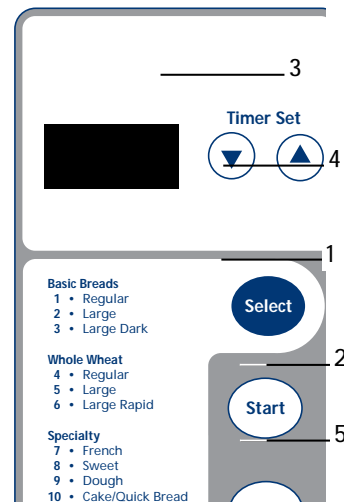 3
Timer Set
4
1
Basic Breads
1 • Regular
2 • Large
3 • Large Dark
Select
Whole Wheat
4 • Regular
5 • Large
6 • Large Rapid
2
Start
5
Specialty
7 • French
8 • Sweet
9 • Dough
10 • Cake/Quick Bread